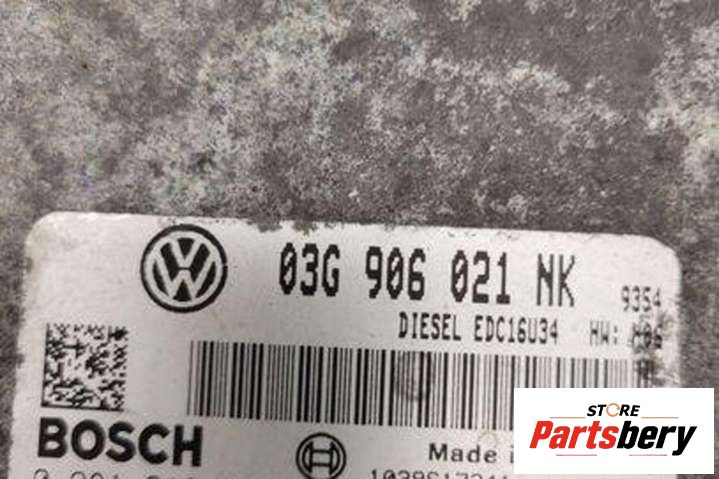 03G 906 021 NK 9354
DIESEL EDC16U34 HW:
BOSCH Made
STORE
Partsbery